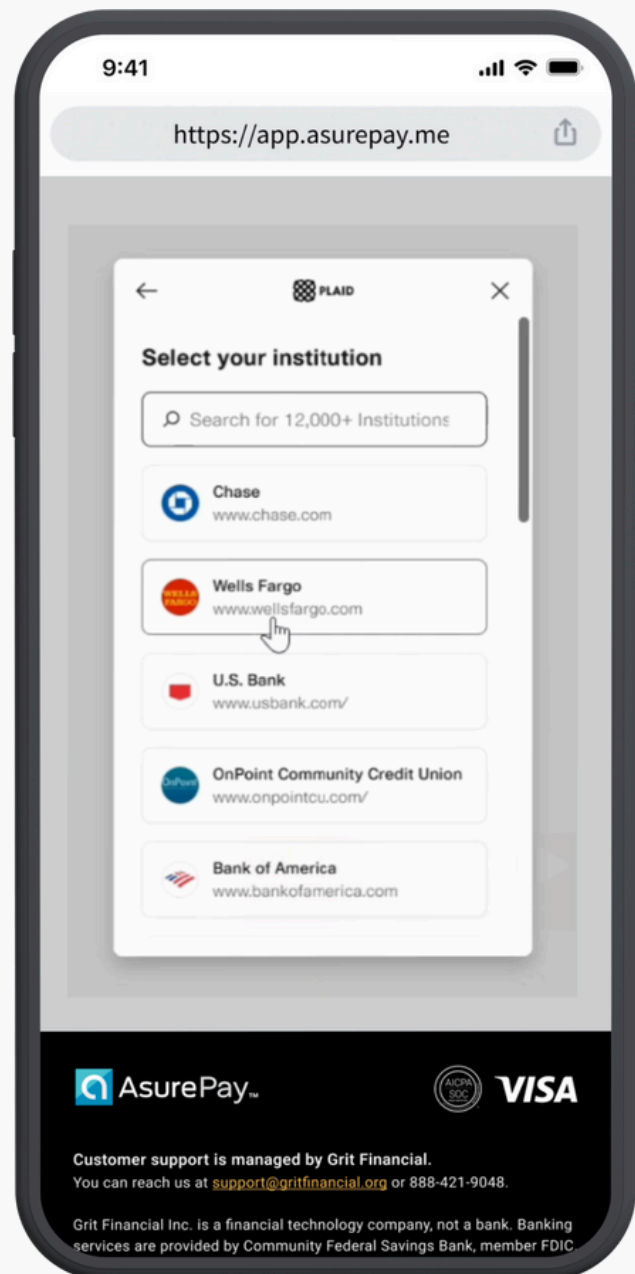 9:41
https://app.asurepay.me
PLAID
Select your institution
Search for 12,000+ Institutions
Chase
www.chase.com
WELLS
FARGO
Wells Fargo
www.wellsfargo.com
U.S. Bank
www.usbank.com/
OnPoint
OnPoint Community Credit Union
www.onpointcu.com/
Bank of America
www.bankofamerica.com
AsurePay™
AICPA
SOC
VISA
Customer support is managed by Grit Financial.
You can reach us at support@gritfinancial.org or 888-421-9048.
Grit Financial Inc. is a financial technology company, not a bank. Banking
services are provided by Community Federal Savings Bank, member FDIC.